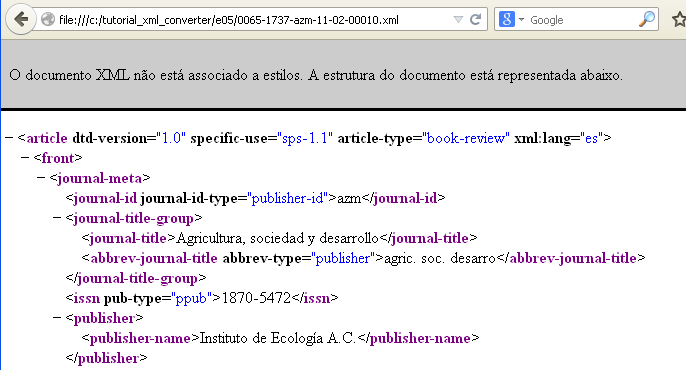 file:///c:/tutorial_xml_converter/e05/0065-1737-azm-11-02-00010.xml
Google
O documento XML não está associado a estilos. A estrutura do documento está representada abaixo.
− <article dtd-version="1.0" specific-use="sps-1.1" article-type="book-review" xml:lang="es">
− <front>
− <journal-meta>
<journal-id journal-id-type="publisher-id">azm</journal-id>
− <journal-title-group>
<journal-title>Agricultura, sociedad y desarrollo</journal-title>
<abbrev-journal-title abbrev-type="publisher">agric. soc. desarro</abbrev-journal-title>
</journal-title-group>
<issn pub-type="ppub">1870-5472</issn>
− <publisher>
<publisher-name>Instituto de Ecología A.C.</publisher-name>
</publisher>